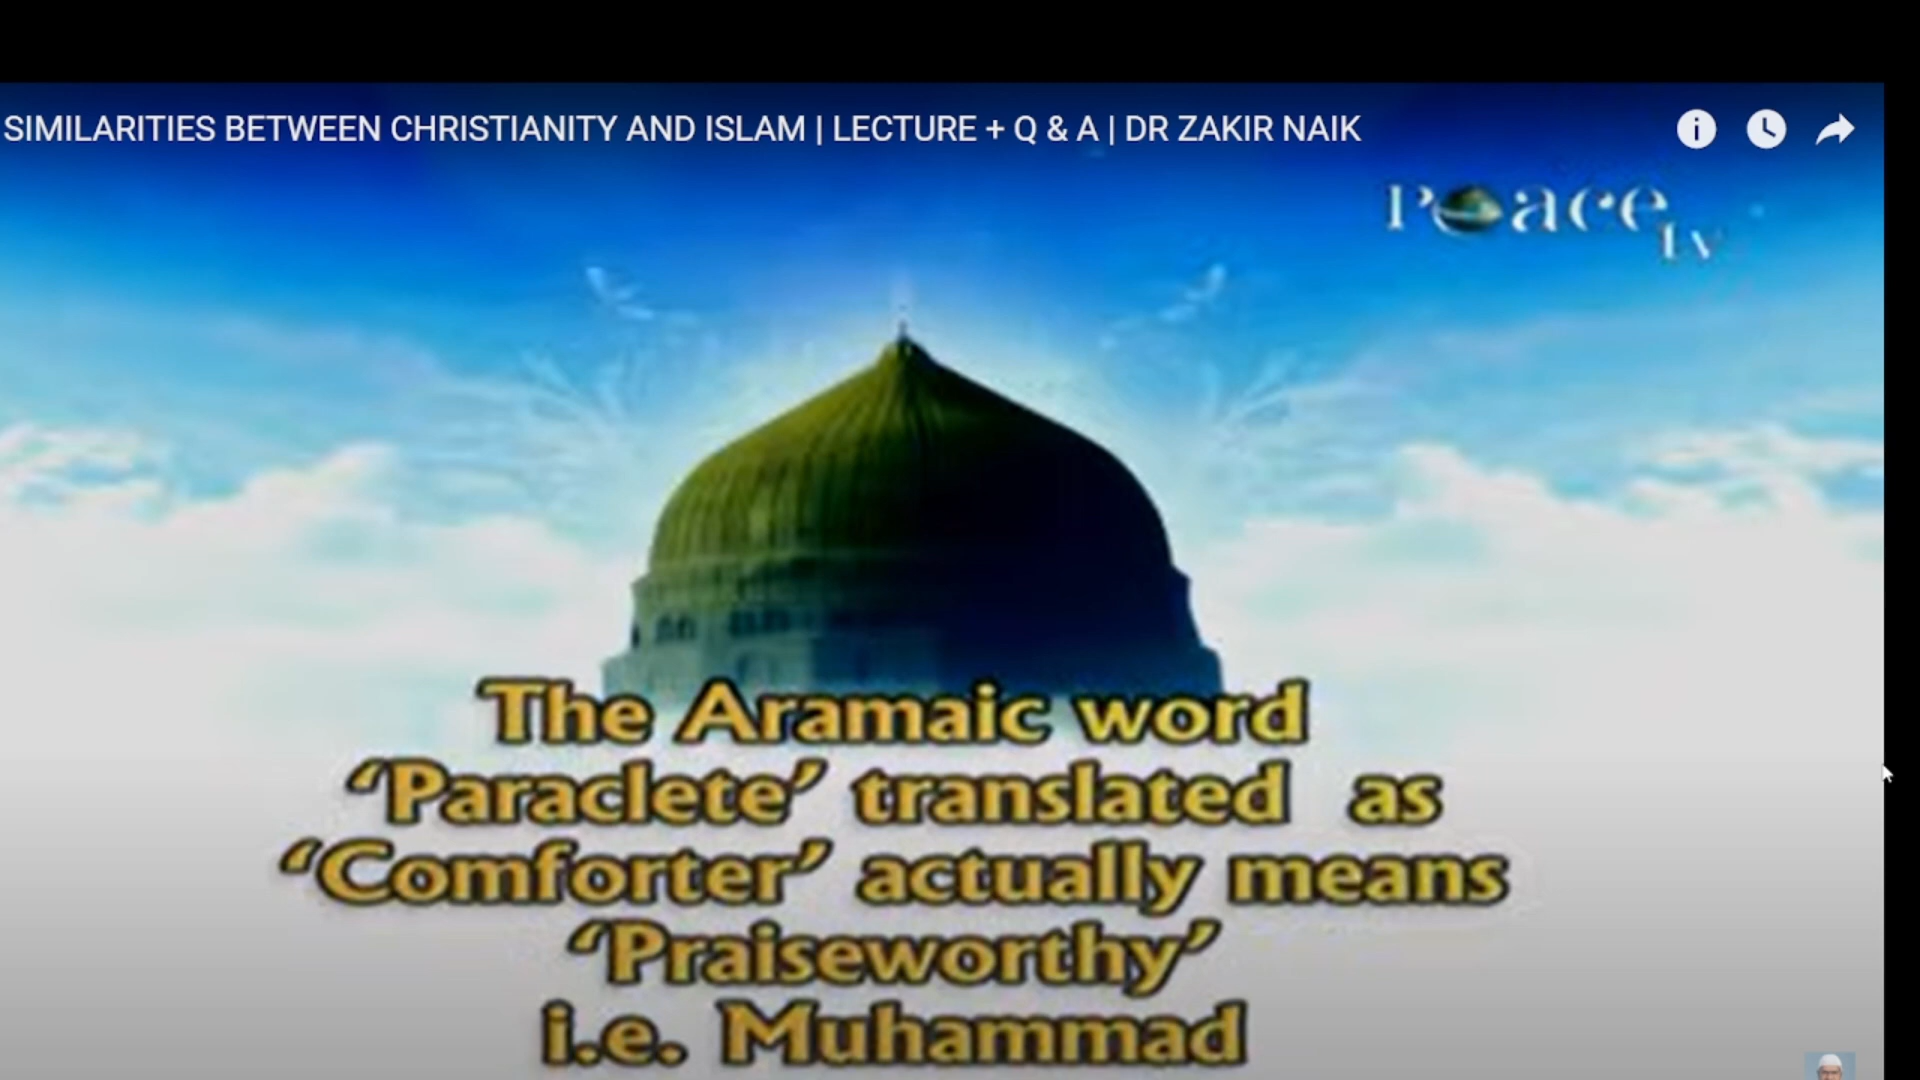 SIMILARITIES BETWEEN CHRISTIANITY AND ISLAM | LECTURE + Q & A | DR ZAKIR NAIK
Peace
tv
The Aramaic word
‘Paraclete’ translated as
‘Comforter’ actually means
‘Praiseworthy’
i.e. Muhammad